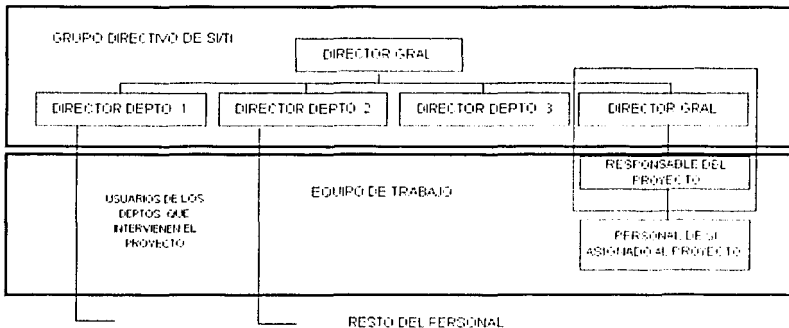 GRUPO DIRECTIVO DE SI/TI
DIRECTOR GRAL
DIRECTOR DEPTO 1
DIRECTOR DEPTO 2
DIRECTOR DEPTO 3
DIRECTOR GRAL
RESPONSABLE DEL
PROYECTO
EQUIPO DE TRABAJO
USUARIOS DE LOS
DEPTOS QUE
INTERVIENEN EL
PROYECTO
PERSONAL DE SI
ASIGNADO AL PROYECTO
RESTO DEL PERSONAL